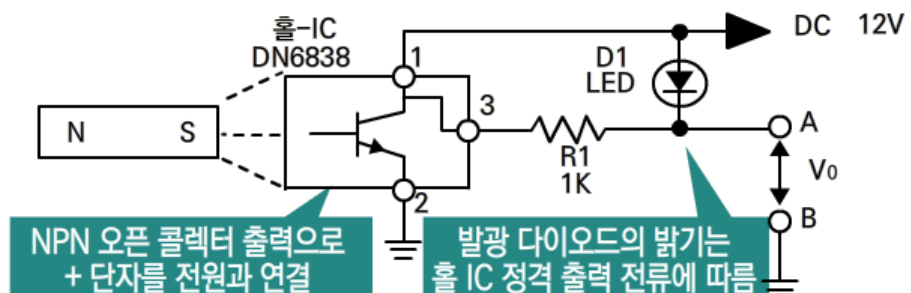 홀-IC
DN6838
N S
1
3
2
DC 12V
D1
LED
R1
1K
A
V0
B
NPN 오픈 콜렉터 출력으로
+ 단자를 전원과 연결
발광 다이오드의 밝기는
홀 IC 정격 출력 전류에 따름